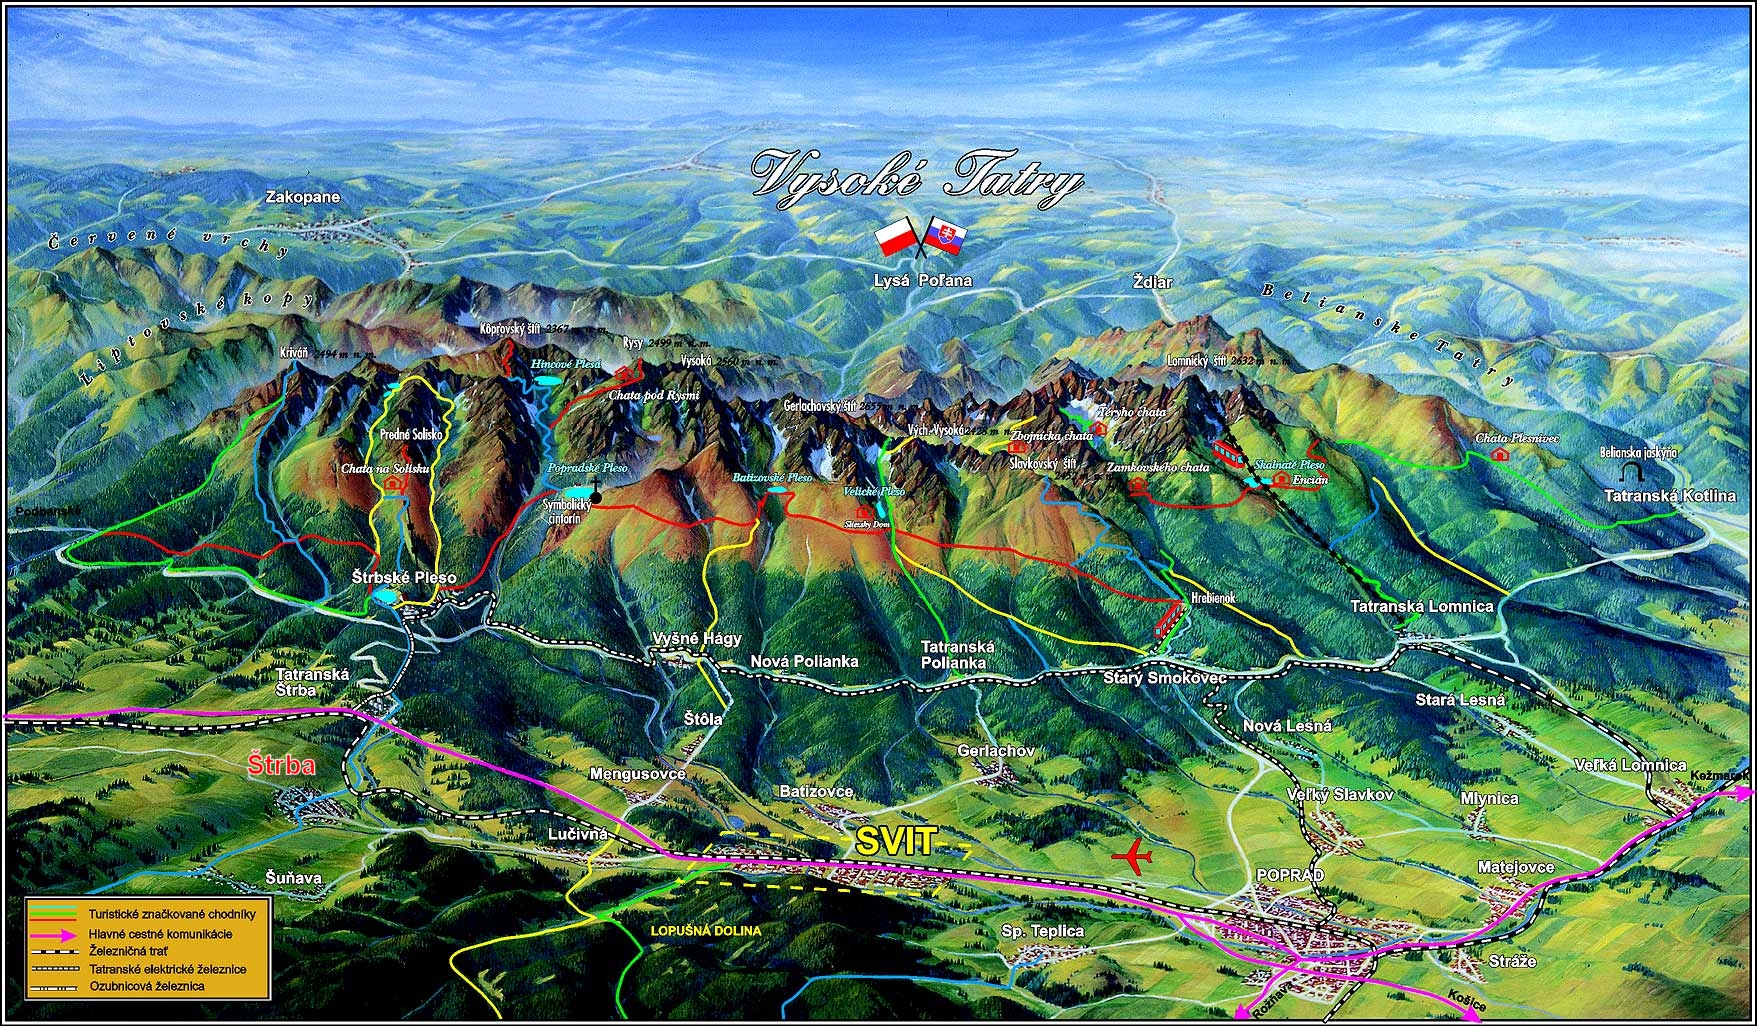 Vysoké Tatry
Zakopane
Červené vrchy
Lysá Poľana
Ždiar
Belianske Tatry
Liptovské kopy
Kôprovský štít 2367 m n. m.
Rysy 2499 m n. m.
Kriváň 2494 m n. m.
Hincové Plesá
Vysoká 2560 m n. m.
Lomnický štít 2632 m n. m.
Chata pod Rysmi
Gerlachovský štít
Téryho chata
Vých. Vysoká 2428 m n. m.
Predné Solisko
Zbojnícka chata
Chata Plesnivec
Belianska jaskyňa
Chata na Solisku
Popradské Pleso
Slavkovský štít
Zamkovského chata
Skalnaté Pleso
Encián
Batizovské Pleso
Velické Pleso
Tatranská Kotlina
Symbolický
cintorín
Podbanské
Sliezsky Dom
Štrbské Pleso
Hrebienok
Tatranská Lomnica
Vyšné Hágy
Nová Polianka
Tatranská
Polianka
Starý Smokovec
Tatranská
Štrba
Stará Lesná
Štôla
Nová Lesná
Gerlachov
Štrba
Mengusovce
Veľká Lomnica
Kežmarok
Batizovce
Veľký Slavkov
Mlynica
Lučivná
SVIT
Matejovce
Šuňava
POPRAD
LOPUŠNÁ DOLINA
Sp. Teplica
Stráže
Rožňava
Košice
Turistické značkované chodníky
Hlavné cestné komunikácie
Železničná trať
Tatranské elektrické železnice
Ozubnicová železnica